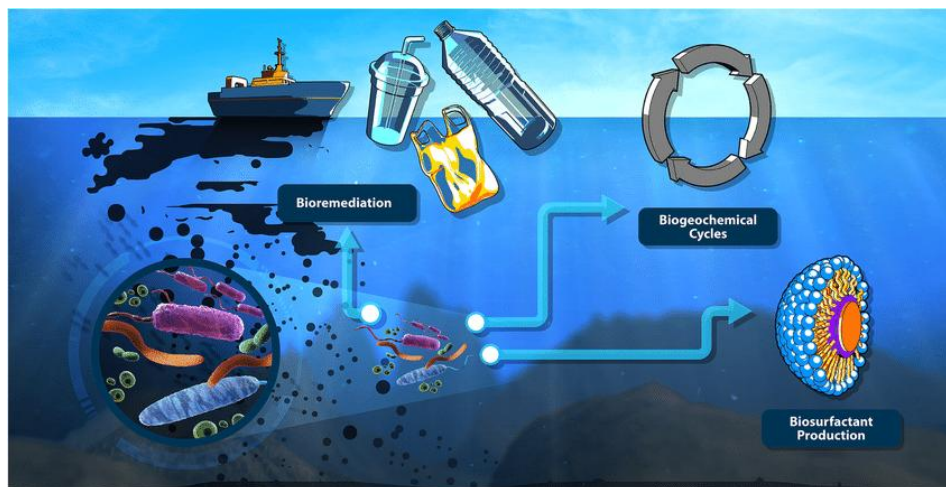 Bioremediation
Biogeochemical
Cycles
Biosurfactant
Production